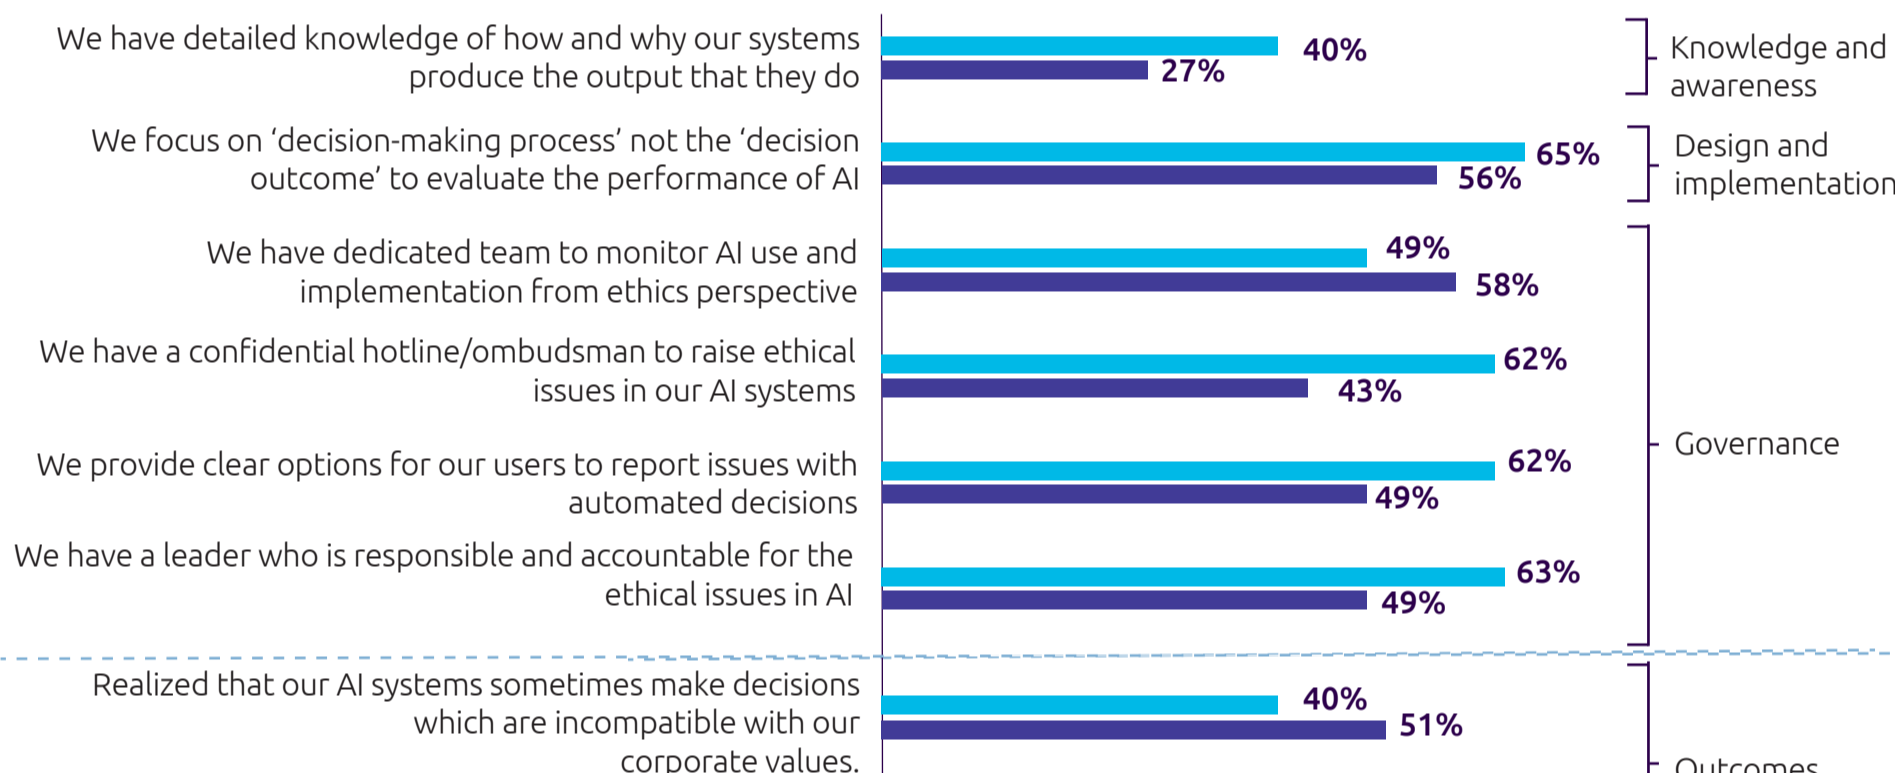 We have detailed knowledge of how and why our systems
produce the output that they do
40%
27%
Knowledge and
awareness
We focus on ‘decision-making process’ not the ‘decision
outcome’ to evaluate the performance of AI
65%
56%
Design and
implementation
We have dedicated team to monitor AI use and
implementation from ethics perspective
49%
58%
We have a confidential hotline/ombudsman to raise ethical
issues in our AI systems
62%
43%
Governance
We provide clear options for our users to report issues with
automated decisions
62%
49%
We have a leader who is responsible and accountable for the
ethical issues in AI
63%
49%
Realized that our AI systems sometimes make decisions
which are incompatible with our
corporate values.
40%
51%
Outcomes